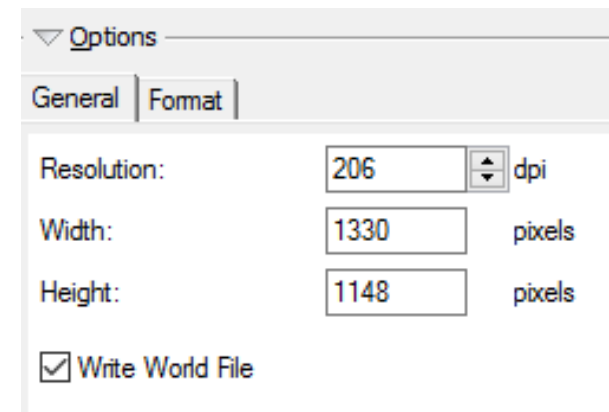 Options
General Format
Resolution: 206 dpi
Width: 1330 pixels
Height: 1148 pixels
Write World File